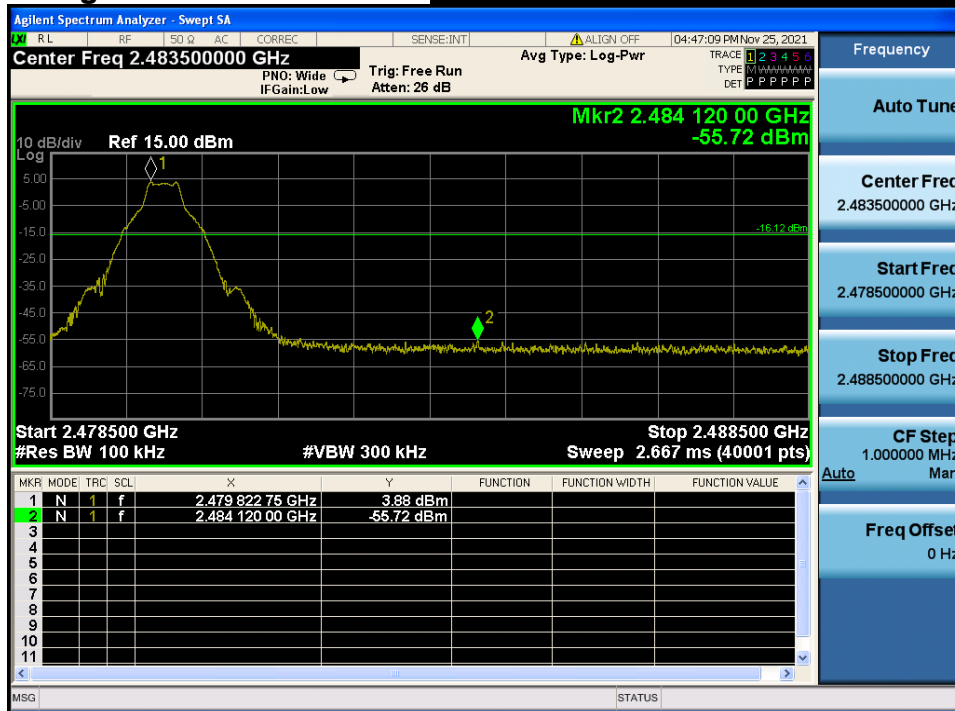 Agilent Spectrum Analyzer - Swept SA
LXI RL RF 50 Ω AC CORREC SENSE:INT ALIGN OFF 04:47:09 PM Nov 25, 2021
Center Freq 2.483500000 GHz
PNO: Wide
IFGain:Low
Trig: Free Run
Atten: 26 dB
Avg Type: Log-Pwr
TRACE 1 2 3 4 5 6
TYPE M W W W W W
DET P P P P P P
Mkr2 2.484 120 00 GHz
-55.72 dBm
10 dB/div Ref 15.00 dBm
Log
5.00
-5.00
-15.0
-25.0
-35.0
-45.0
-55.0
-65.0
-75.0
1
-16.12 dBm
2
Start 2.478500 GHz Stop 2.488500 GHz
#Res BW 100 kHz #VBW 300 kHz Sweep 2.667 ms (40001 pts)
MKR MODE TRC SCL X Y FUNCTION FUNCTION WIDTH FUNCTION VALUE
1 N 1 f 2.479 822 75 GHz 3.88 dBm
2 N 1 f 2.484 120 00 GHz -55.72 dBm
3
4
5
6
7
8
9
10
11
MSG STATUS
Frequency
Auto Tune
Center Freq
2.483500000 GHz
Start Freq
2.478500000 GHz
Stop Freq
2.488500000 GHz
CF Step
1.000000 MHz
Auto Man
Freq Offset
0 Hz